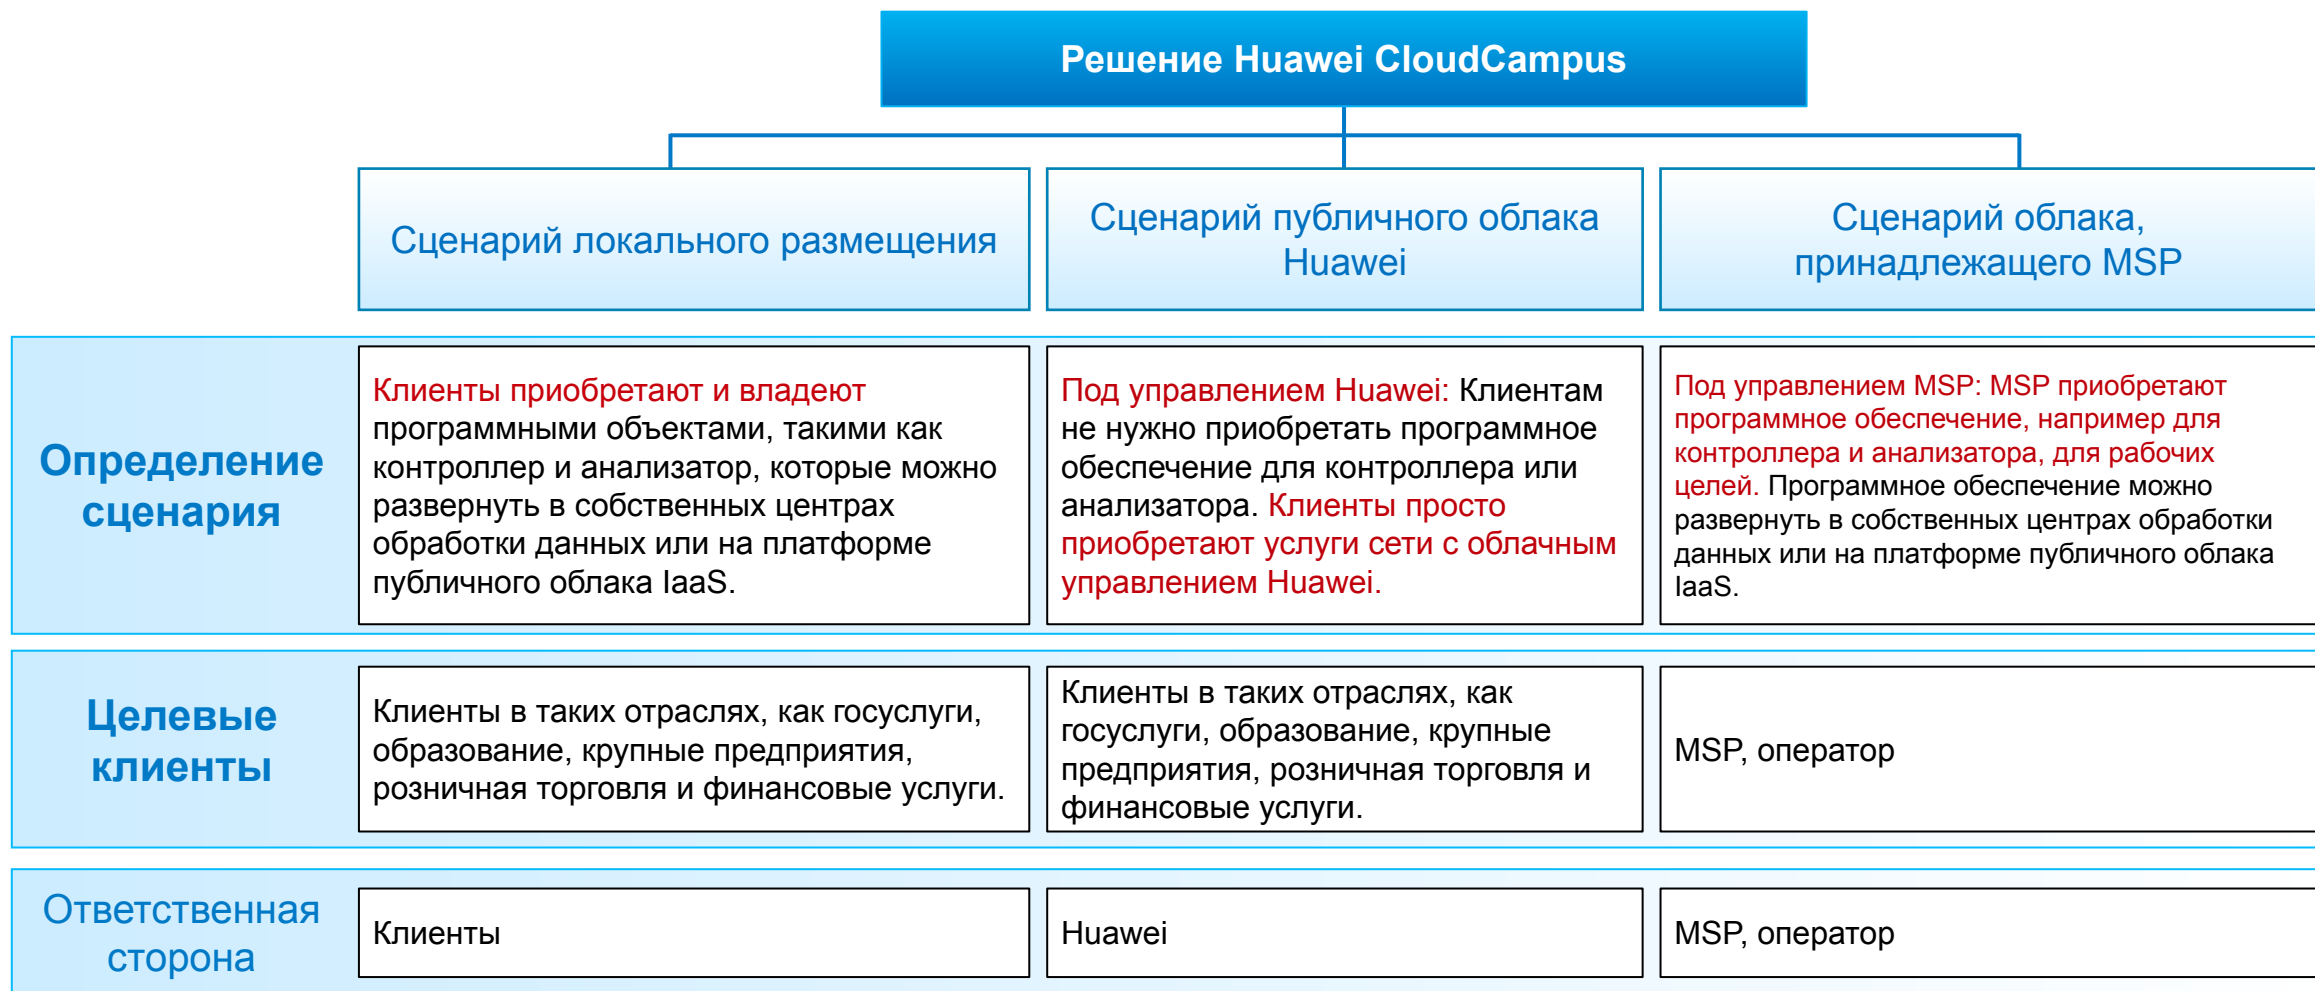 Решение Huawei CloudCampus
Сценарий локального размещения
Сценарий публичного облака
Huawei
Сценарий облака,
принадлежащего MSP
Определение
сценария
Клиенты приобретают и владеют
программными объектами, такими как
контроллер и анализатор, которые можно
развернуть в собственных центрах
обработки данных или на платформе
публичного облака IaaS.
Под управлением Huawei: Клиентам
не нужно приобретать программное
обеспечение для контроллера или
анализатора. Клиенты просто
приобретают услуги сети с облачным
управлением Huawei.
Под управлением MSP: MSP приобретают
программное обеспечение, например для
контроллера и анализатора, для рабочих
целей. Программное обеспечение можно
развернуть в собственных центрах обработки
данных или на платформе публичного облака
IaaS.
Целевые
клиенты
Клиенты в таких отраслях, как госуслуги,
образование, крупные предприятия,
розничная торговля и финансовые услуги.
Клиенты в таких отраслях, как
госуслуги, образование, крупные
предприятия, розничная торговля и
финансовые услуги.
MSP, оператор
Ответственная
сторона
Клиенты
Huawei
MSP, оператор